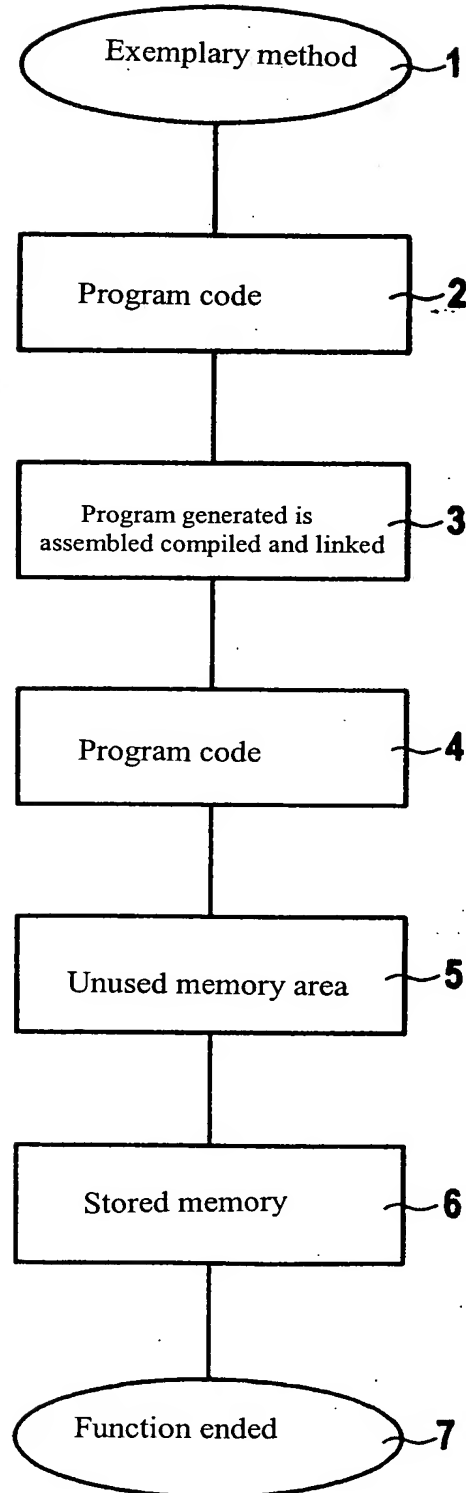 Exemplary method 1
Program code 2
Program generated is 3
assembled compiled and linked
Program code 4
Unused memory area 5
Stored memory 6
Function ended 7